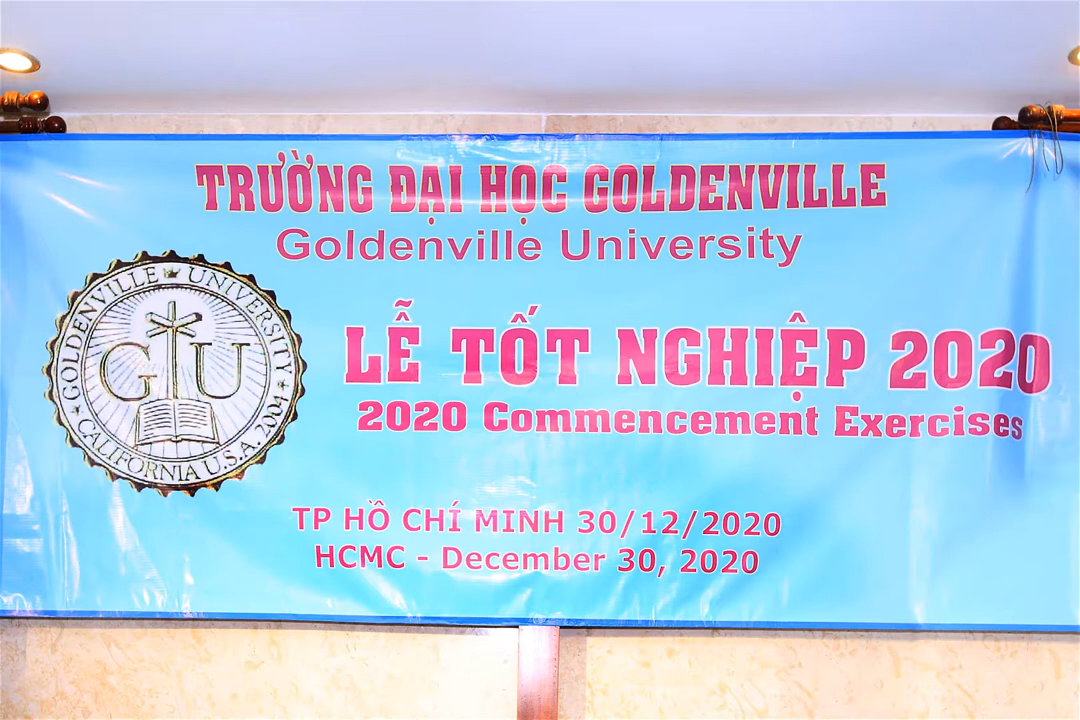 TRƯỜNG ĐẠI HỌC GOLDENVILLE
Goldenville University
GOLDENVILLE UNIVERSITY
GU
CALIFORNIA U.S.A. 2004
LỄ TỐT NGHIỆP 2020
2020 Commencement Exercises
TP HỒ CHÍ MINH 30/12/2020
HCMC - December 30, 2020